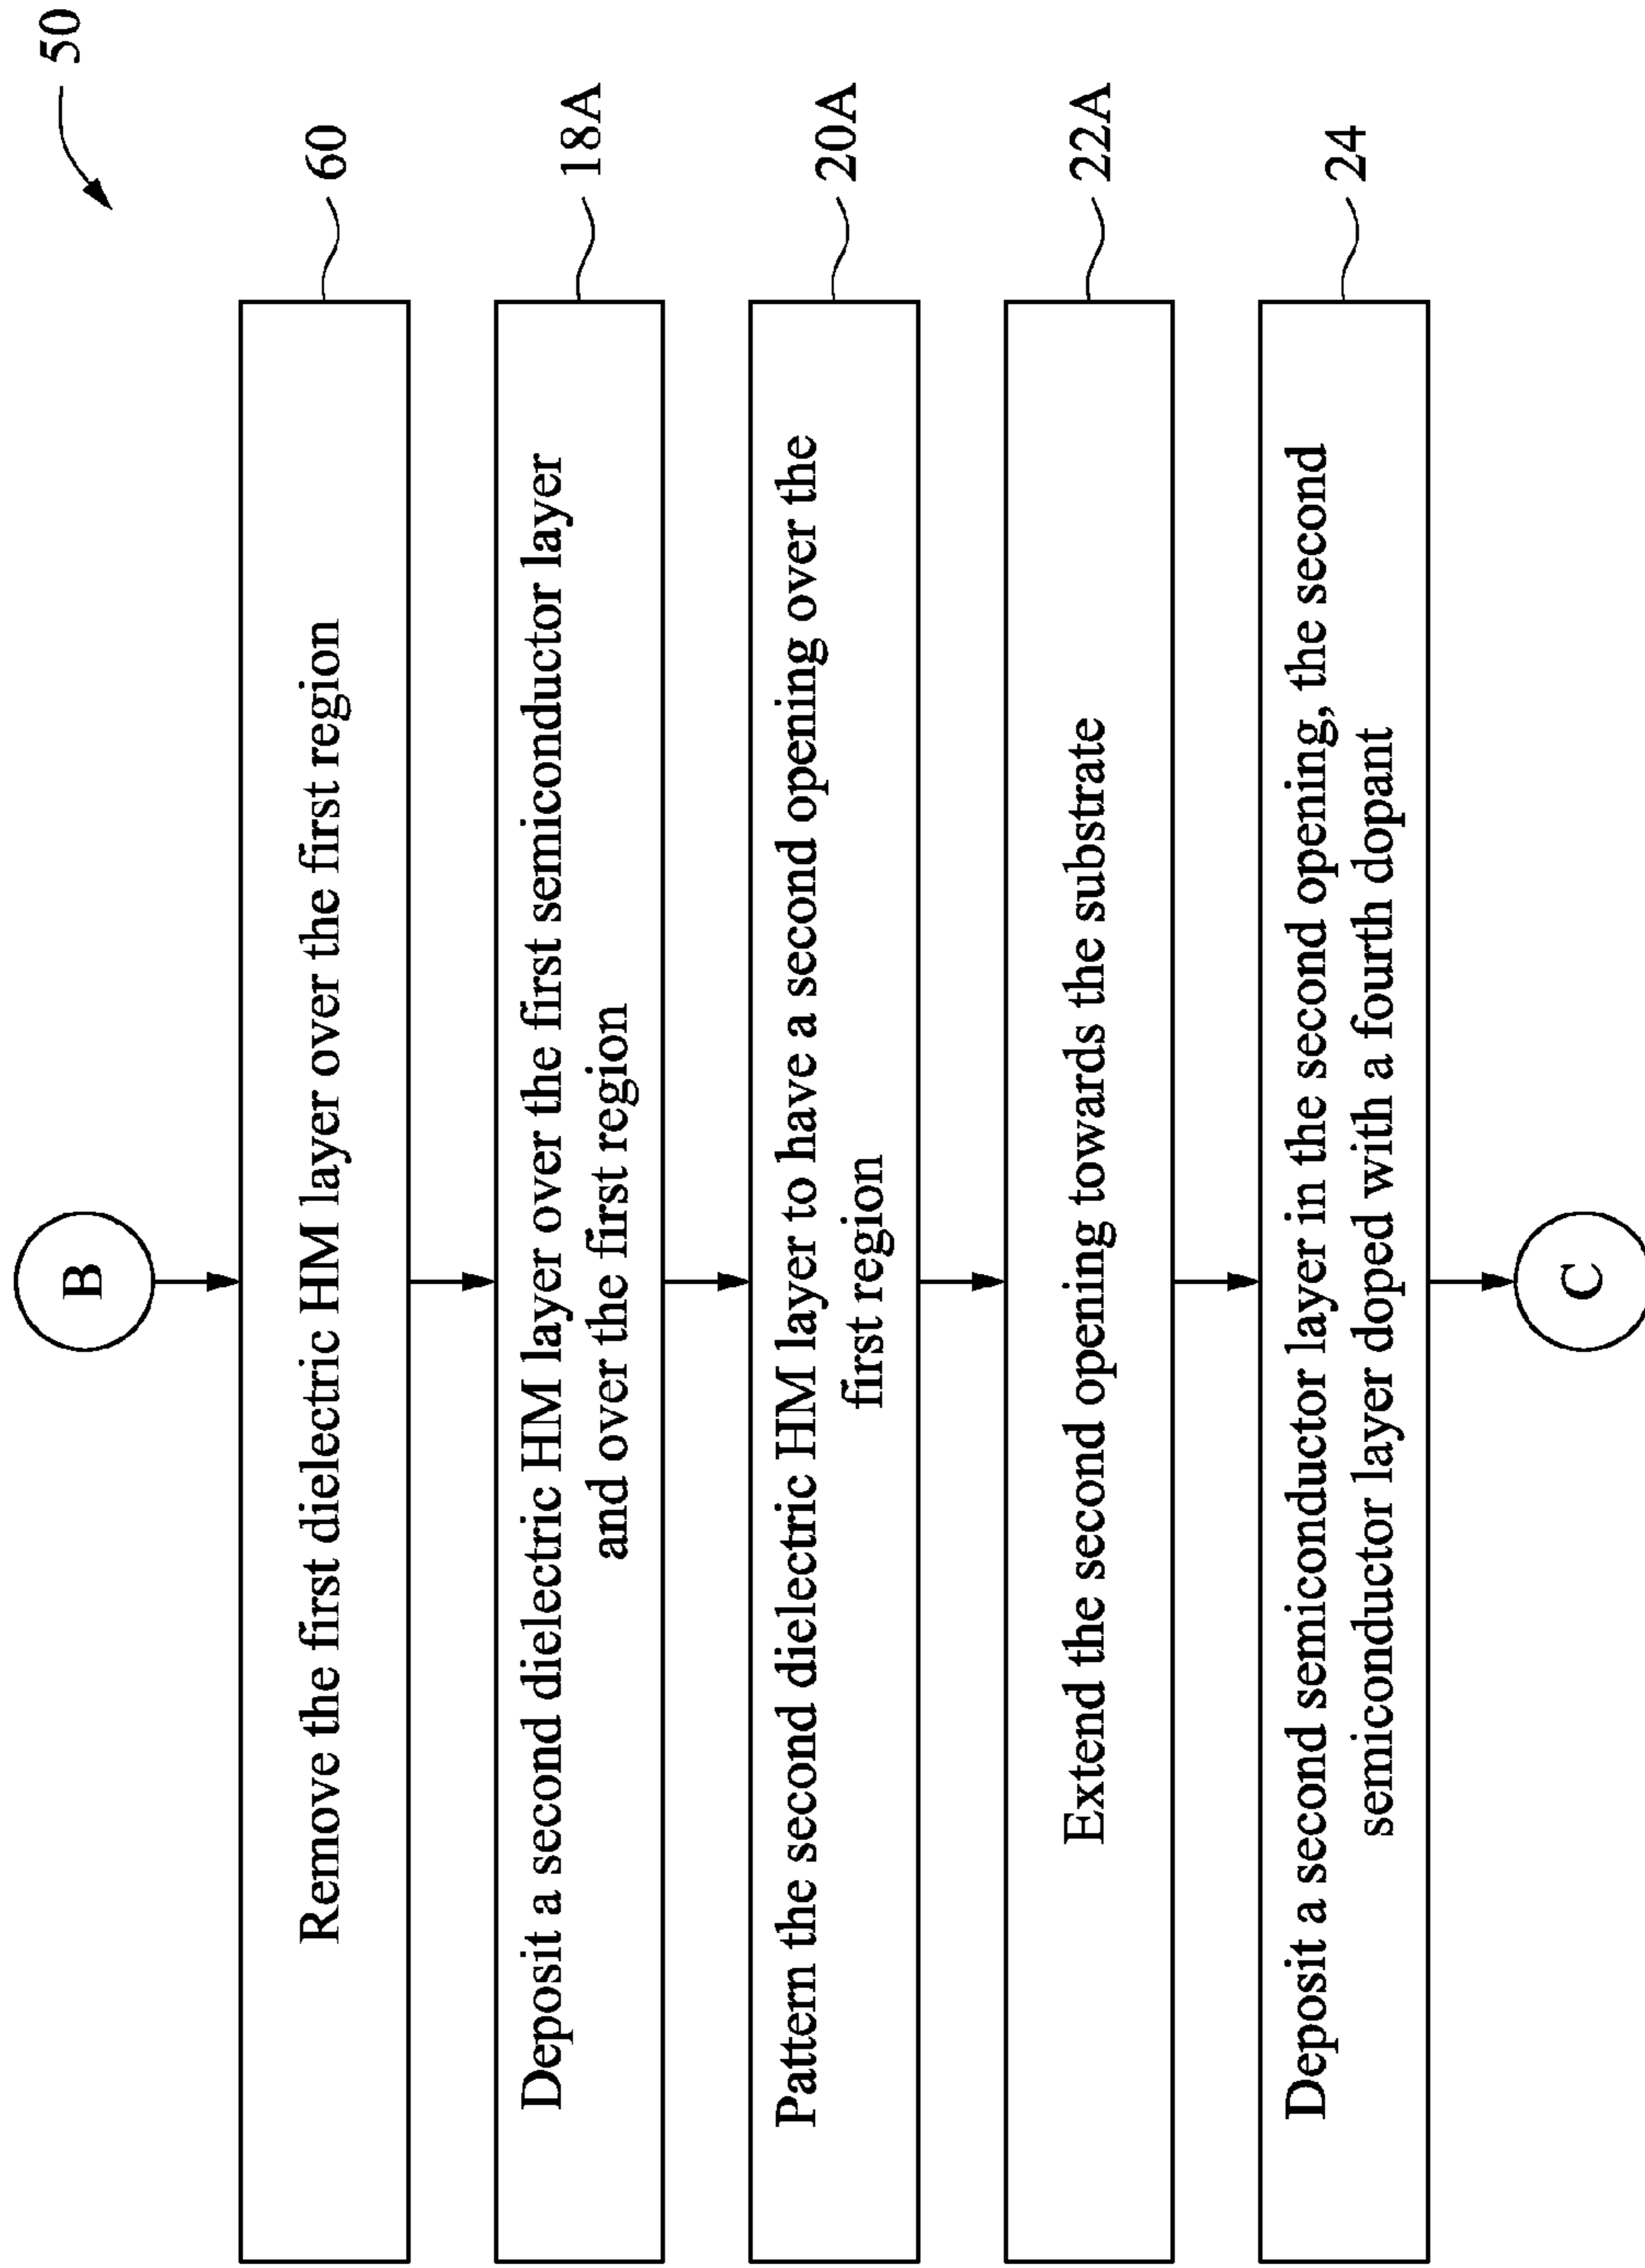 50
B
Remove the first dielectric HM layer over the first region
60
Deposit a second dielectric HM layer over the first semiconductor layer
and over the first region
18A
Pattern the second dielectric HM layer to have a second opening over the
first region
20A
Extend the second opening towards the substrate
22A
Deposit a second semiconductor layer in the second opening, the second
semiconductor layer doped with a fourth dopant
24
C